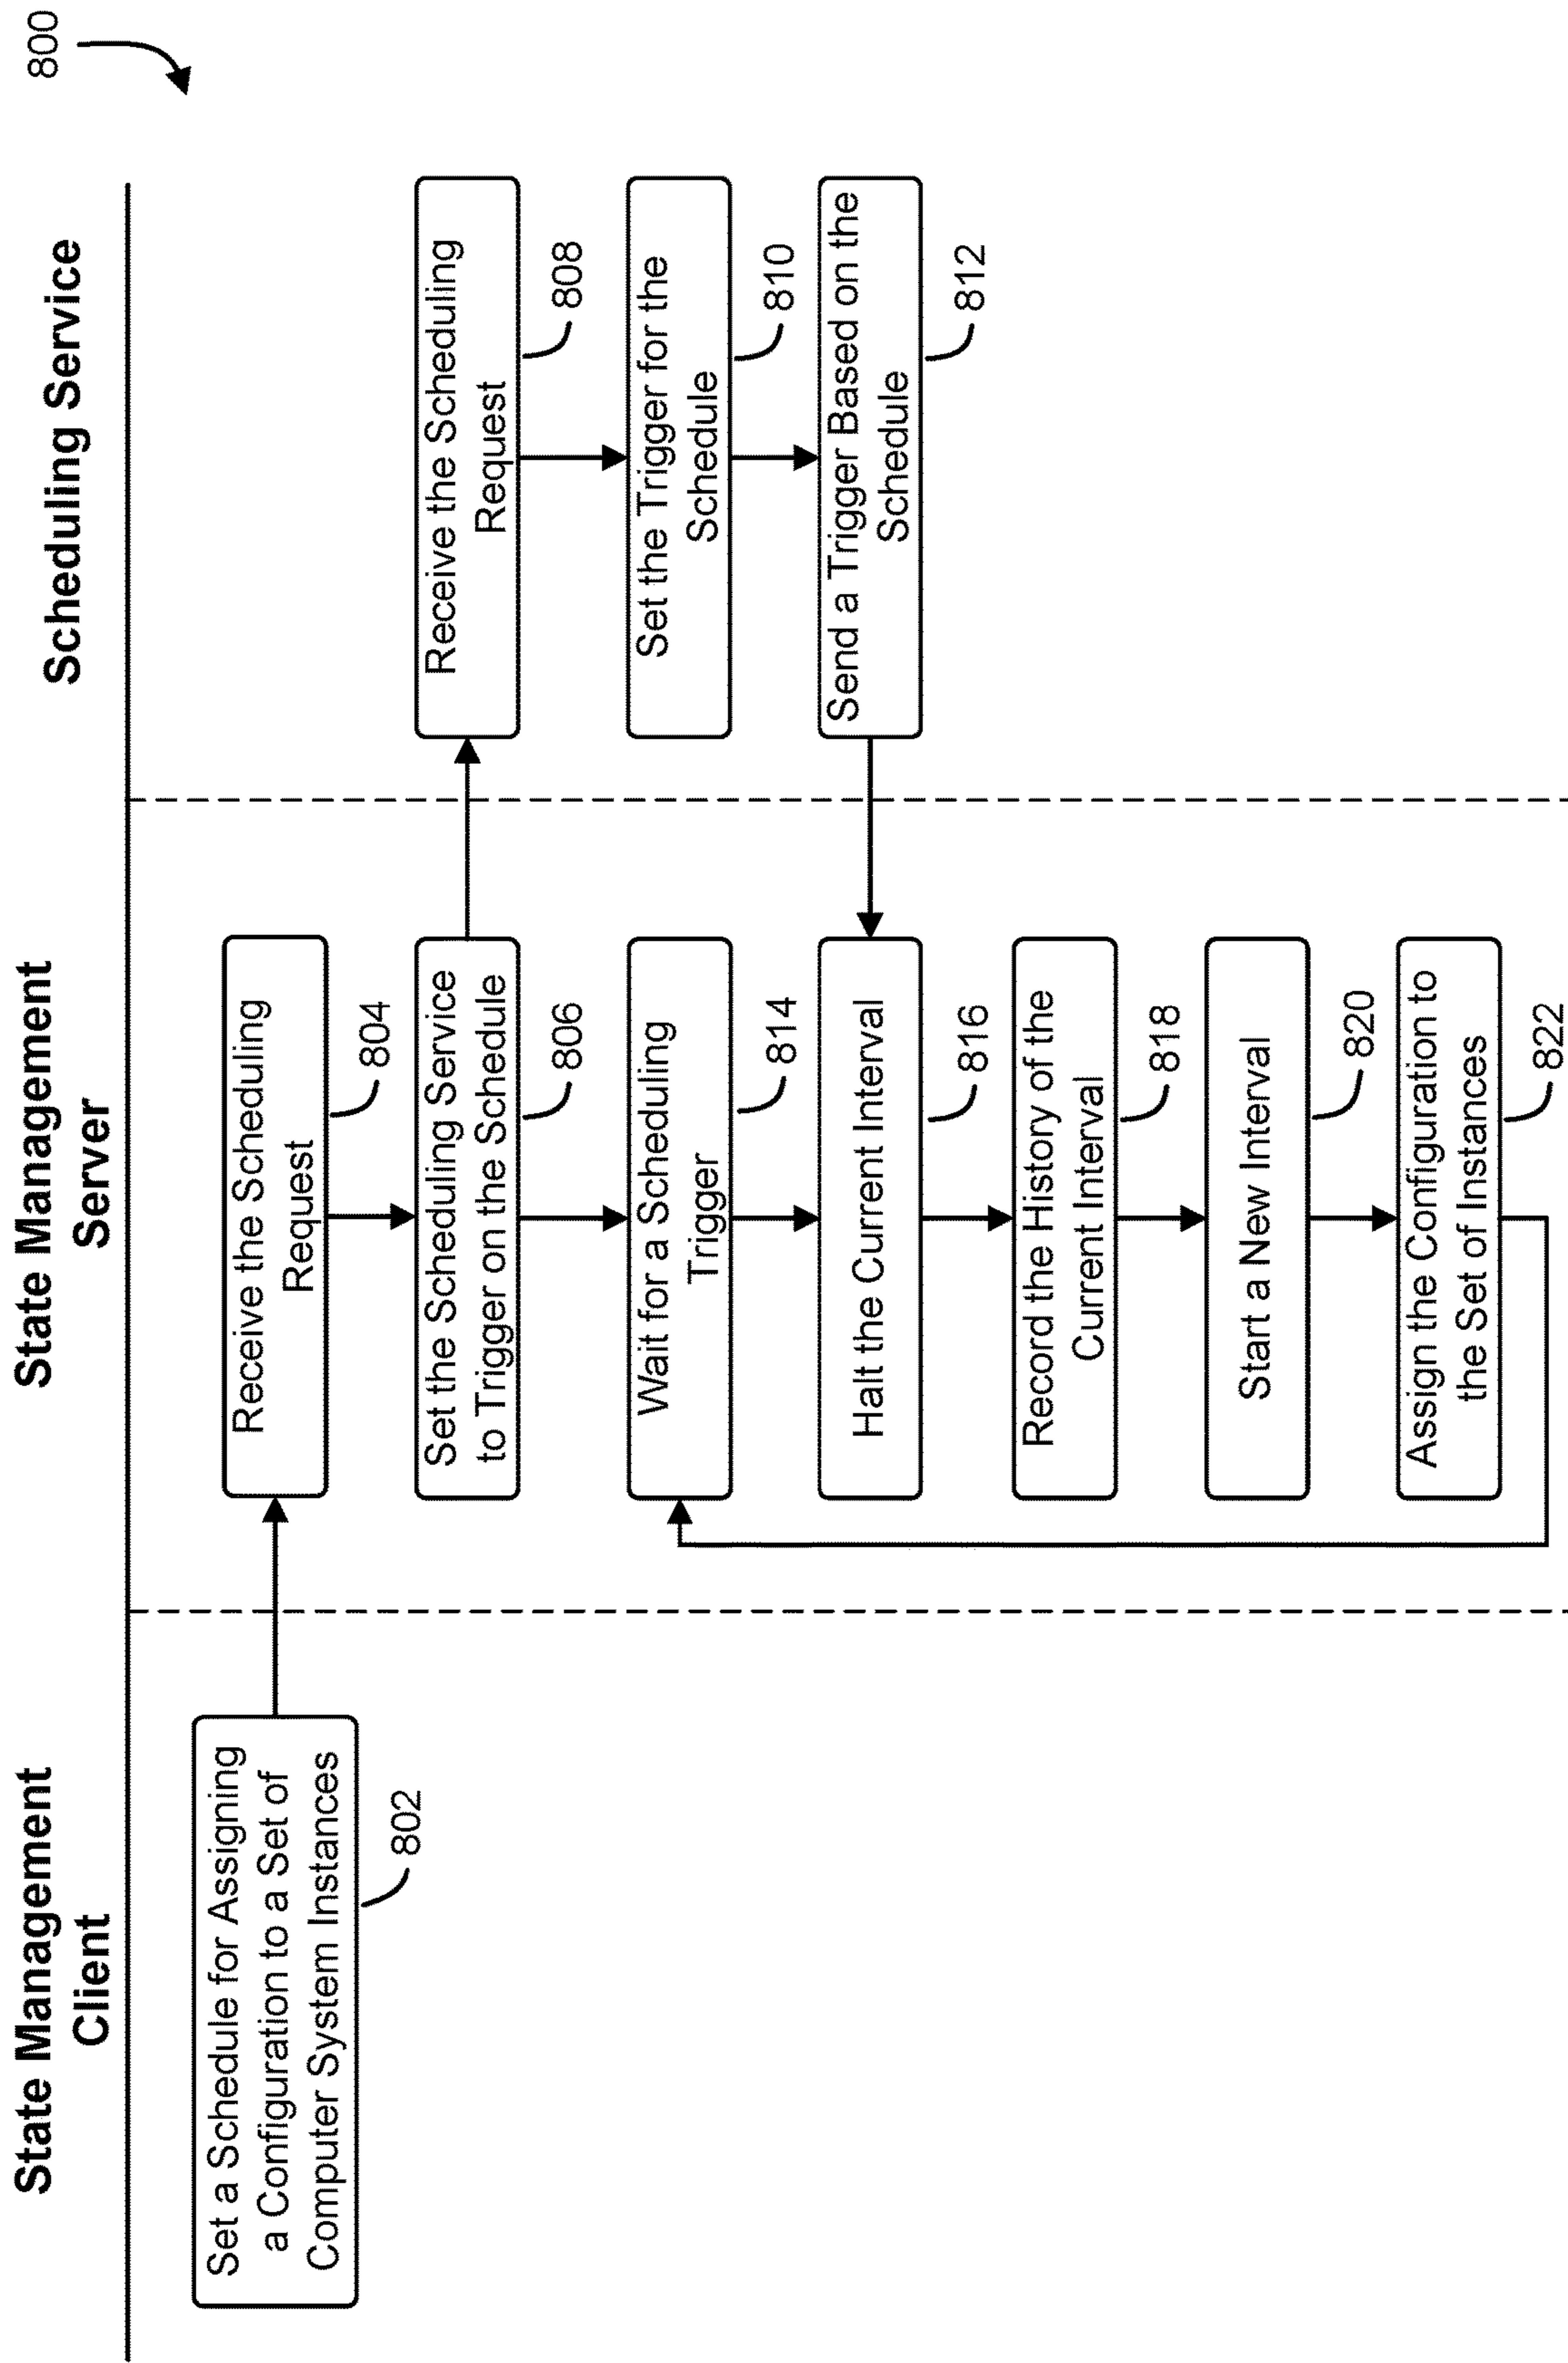 800
State Management
Client
State Management
Server
Scheduling Service
Set a Schedule for Assigning
a Configuration to a Set of
Computer System Instances
802
Receive the Scheduling
Request
804
Set the Scheduling Service
to Trigger on the Schedule
806
Receive the Scheduling
Request
808
Set the Trigger for the
Schedule
810
Send a Trigger Based on the
Schedule
812
Wait for a Scheduling
Trigger
814
Halt the Current Interval
816
Record the History of the
Current Interval
818
Start a New Interval
820
Assign the Configuration to
the Set of Instances
822